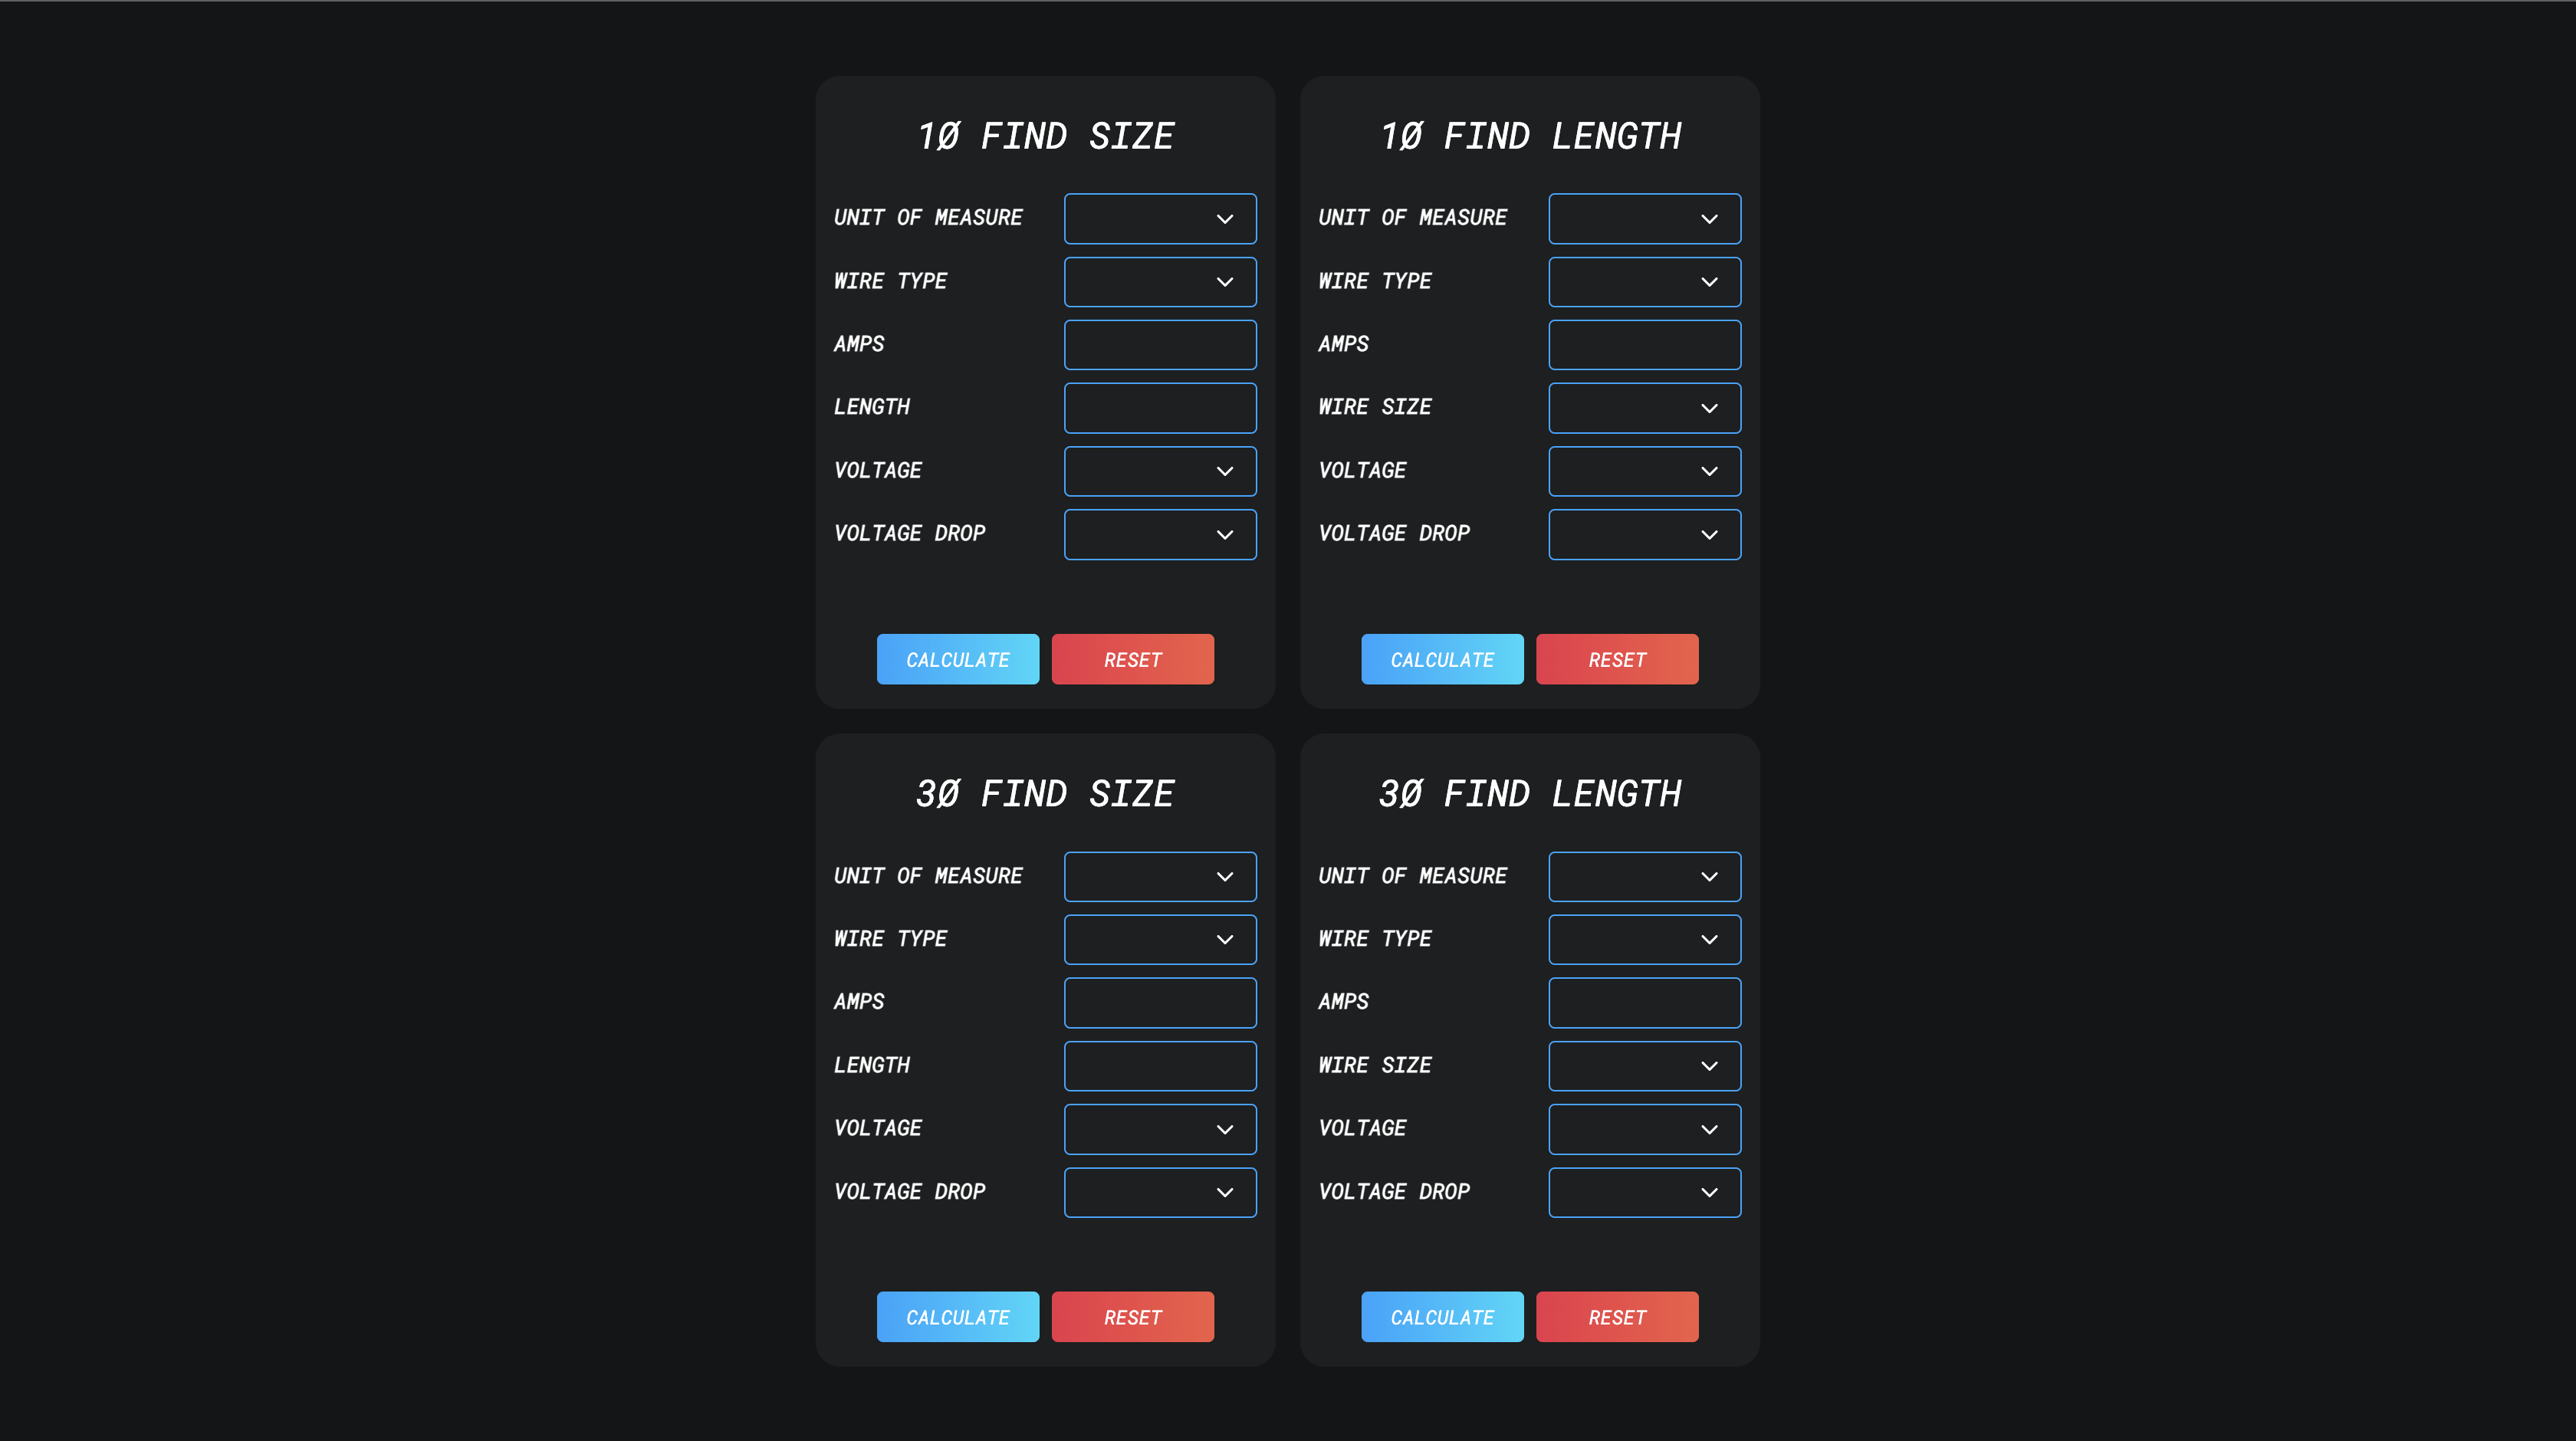 1Ø FIND SIZE
UNIT OF MEASURE
WIRE TYPE
AMPS
LENGTH
VOLTAGE
VOLTAGE DROP
CALCULATE RESET
1Ø FIND LENGTH
UNIT OF MEASURE
WIRE TYPE
AMPS
WIRE SIZE
VOLTAGE
VOLTAGE DROP
CALCULATE RESET
3Ø FIND SIZE
UNIT OF MEASURE
WIRE TYPE
AMPS
LENGTH
VOLTAGE
VOLTAGE DROP
CALCULATE RESET
3Ø FIND LENGTH
UNIT OF MEASURE
WIRE TYPE
AMPS
WIRE SIZE
VOLTAGE
VOLTAGE DROP
CALCULATE RESET